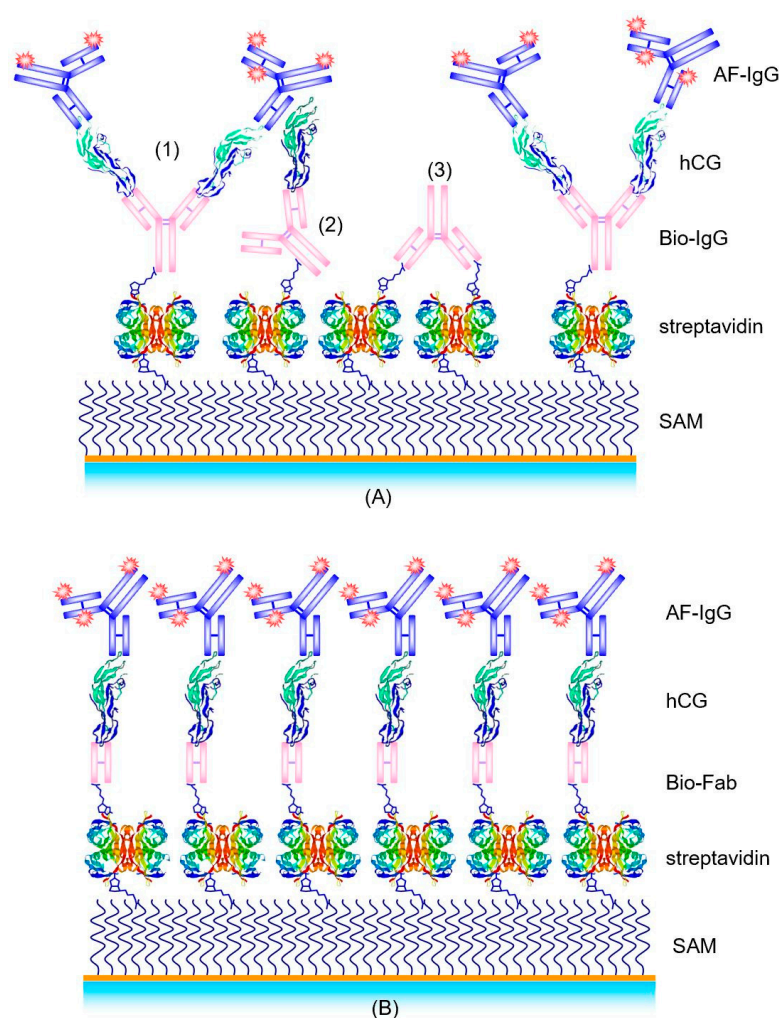 AF-IgG
(1)
hCG
(3)
(2)
Bio-IgG
streptavidin
SAM
(A)
AF-IgG
hCG
Bio-Fab
streptavidin
SAM
(B)